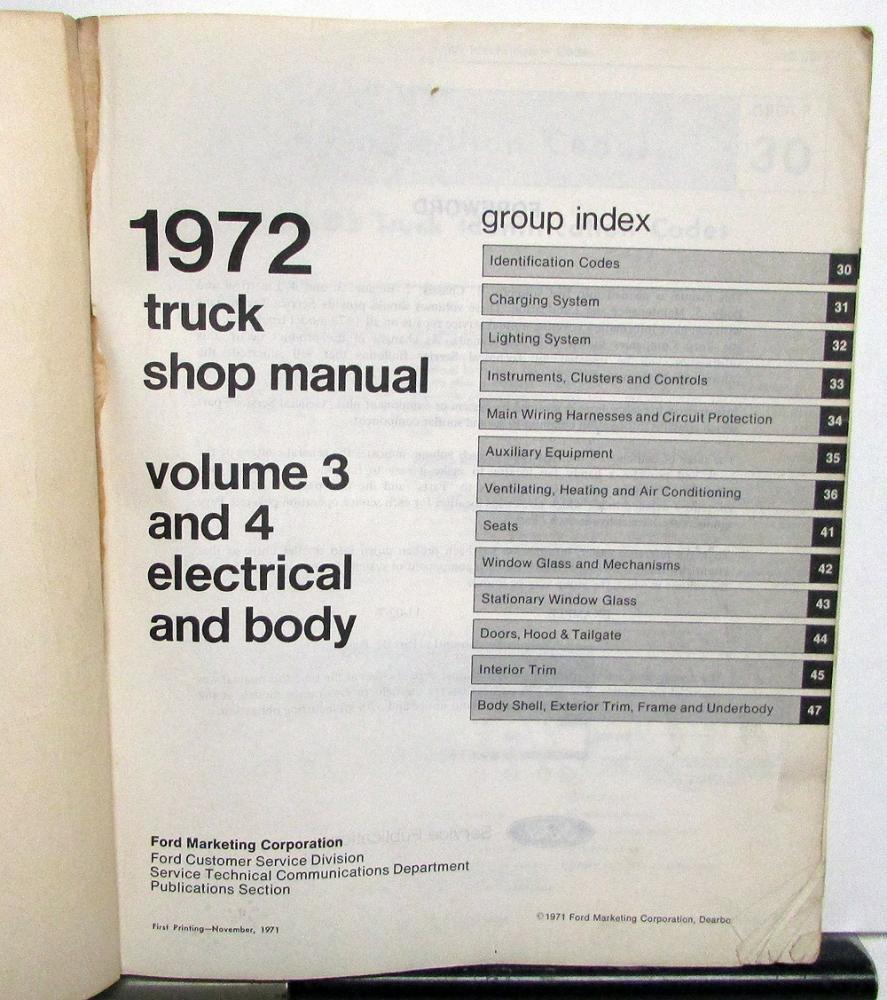 1972
truck
shop manual
volume 3
and 4
electrical
and body
group index
Identification Codes 30
Charging System 31
Lighting System 32
Instruments, Clusters and Controls 33
Main Wiring Harnesses and Circuit Protection 34
Auxiliary Equipment 35
Ventilating, Heating and Air Conditioning 36
Seats 41
Window Glass and Mechanisms 42
Stationary Window Glass 43
Doors, Hood & Tailgate 44
Interior Trim 45
Body Shell, Exterior Trim, Frame and Underbody 47
Ford Marketing Corporation
Ford Customer Service Division
Service Technical Communications Department
Publications Section
First Printing—November, 1971
©1971 Ford Marketing Corporation, Dearbo